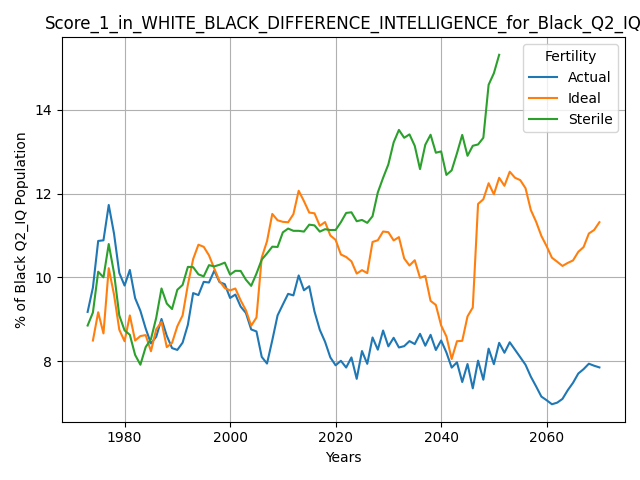 Score_1_in_WHITE_BLACK_DIFFERENCE_INTELLIGENCE_for_Black_Q2_IQ
% of Black Q2_IQ Population
14
12
10
8
1980 2000 2020 2040 2060
Years
Fertility
Actual
Ideal
Sterile